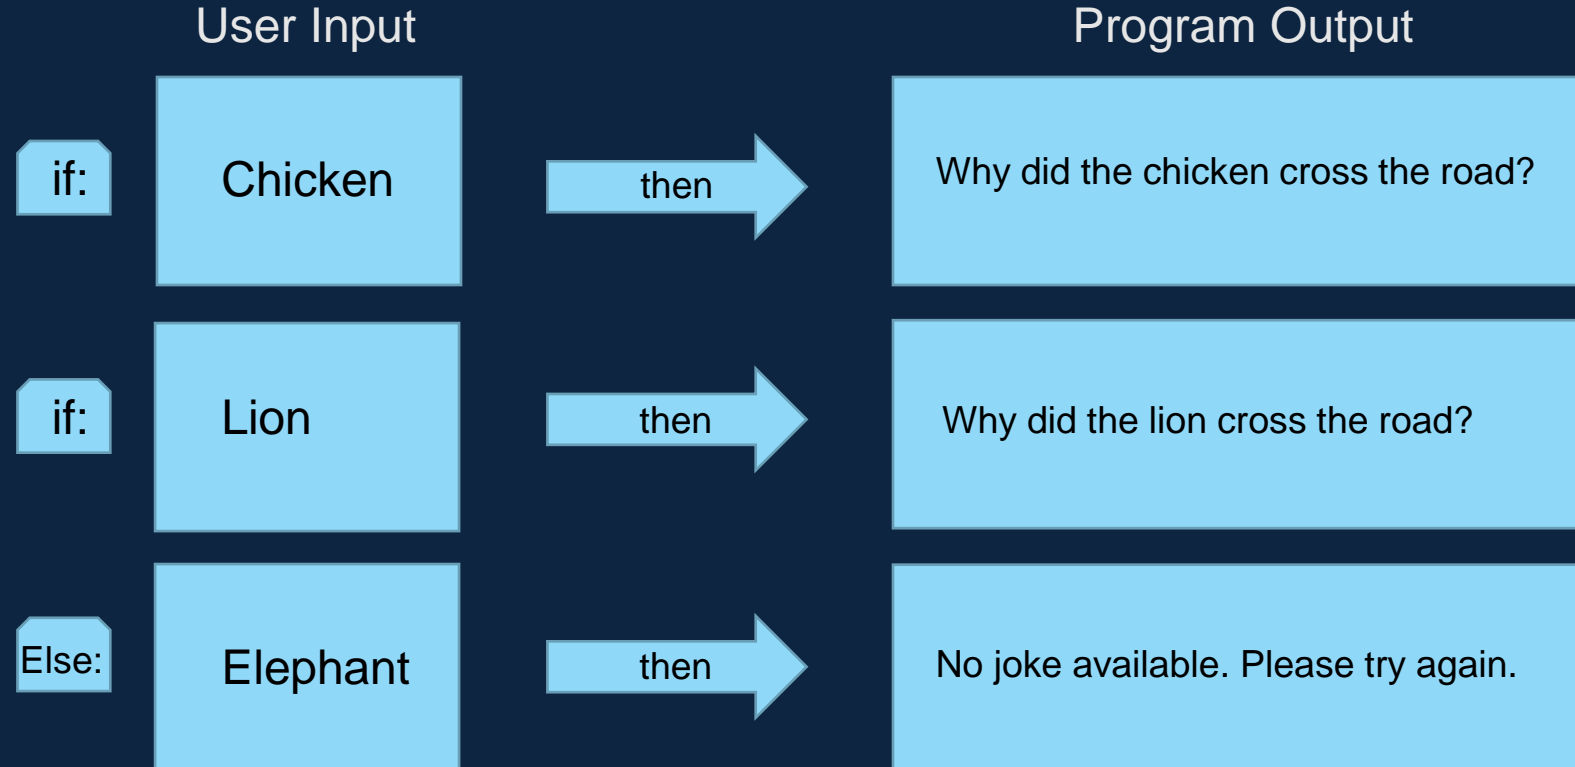 User Input
Program Output
if:
Chicken
then
Why did the chicken cross the road?
if:
Lion
then
Why did the lion cross the road?
Else:
Elephant
then
No joke available. Please try again.